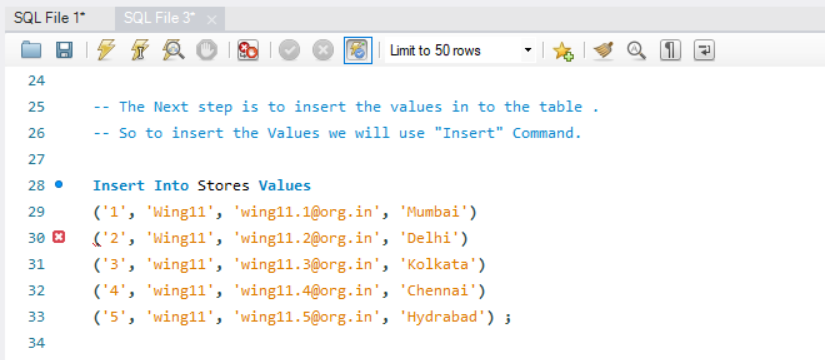 SQL File 1*
SQL File 3*
Limit to 50 rows
24
25 -- The Next step is to insert the values in to the table .
26 -- So to insert the Values we will use "Insert" Command.
27
28 Insert Into Stores Values
29 ('1', 'Wing11', 'wing11.1@org.in', 'Mumbai')
30 ('2', 'Wing11', 'wing11.2@org.in', 'Delhi')
31 ('3', 'wing11', 'wing11.3@org.in', 'Kolkata')
32 ('4', 'wing11', 'wing11.4@org.in', 'Chennai')
33 ('5', 'wing11', 'wing11.5@org.in', 'Hydrabad') ;
34